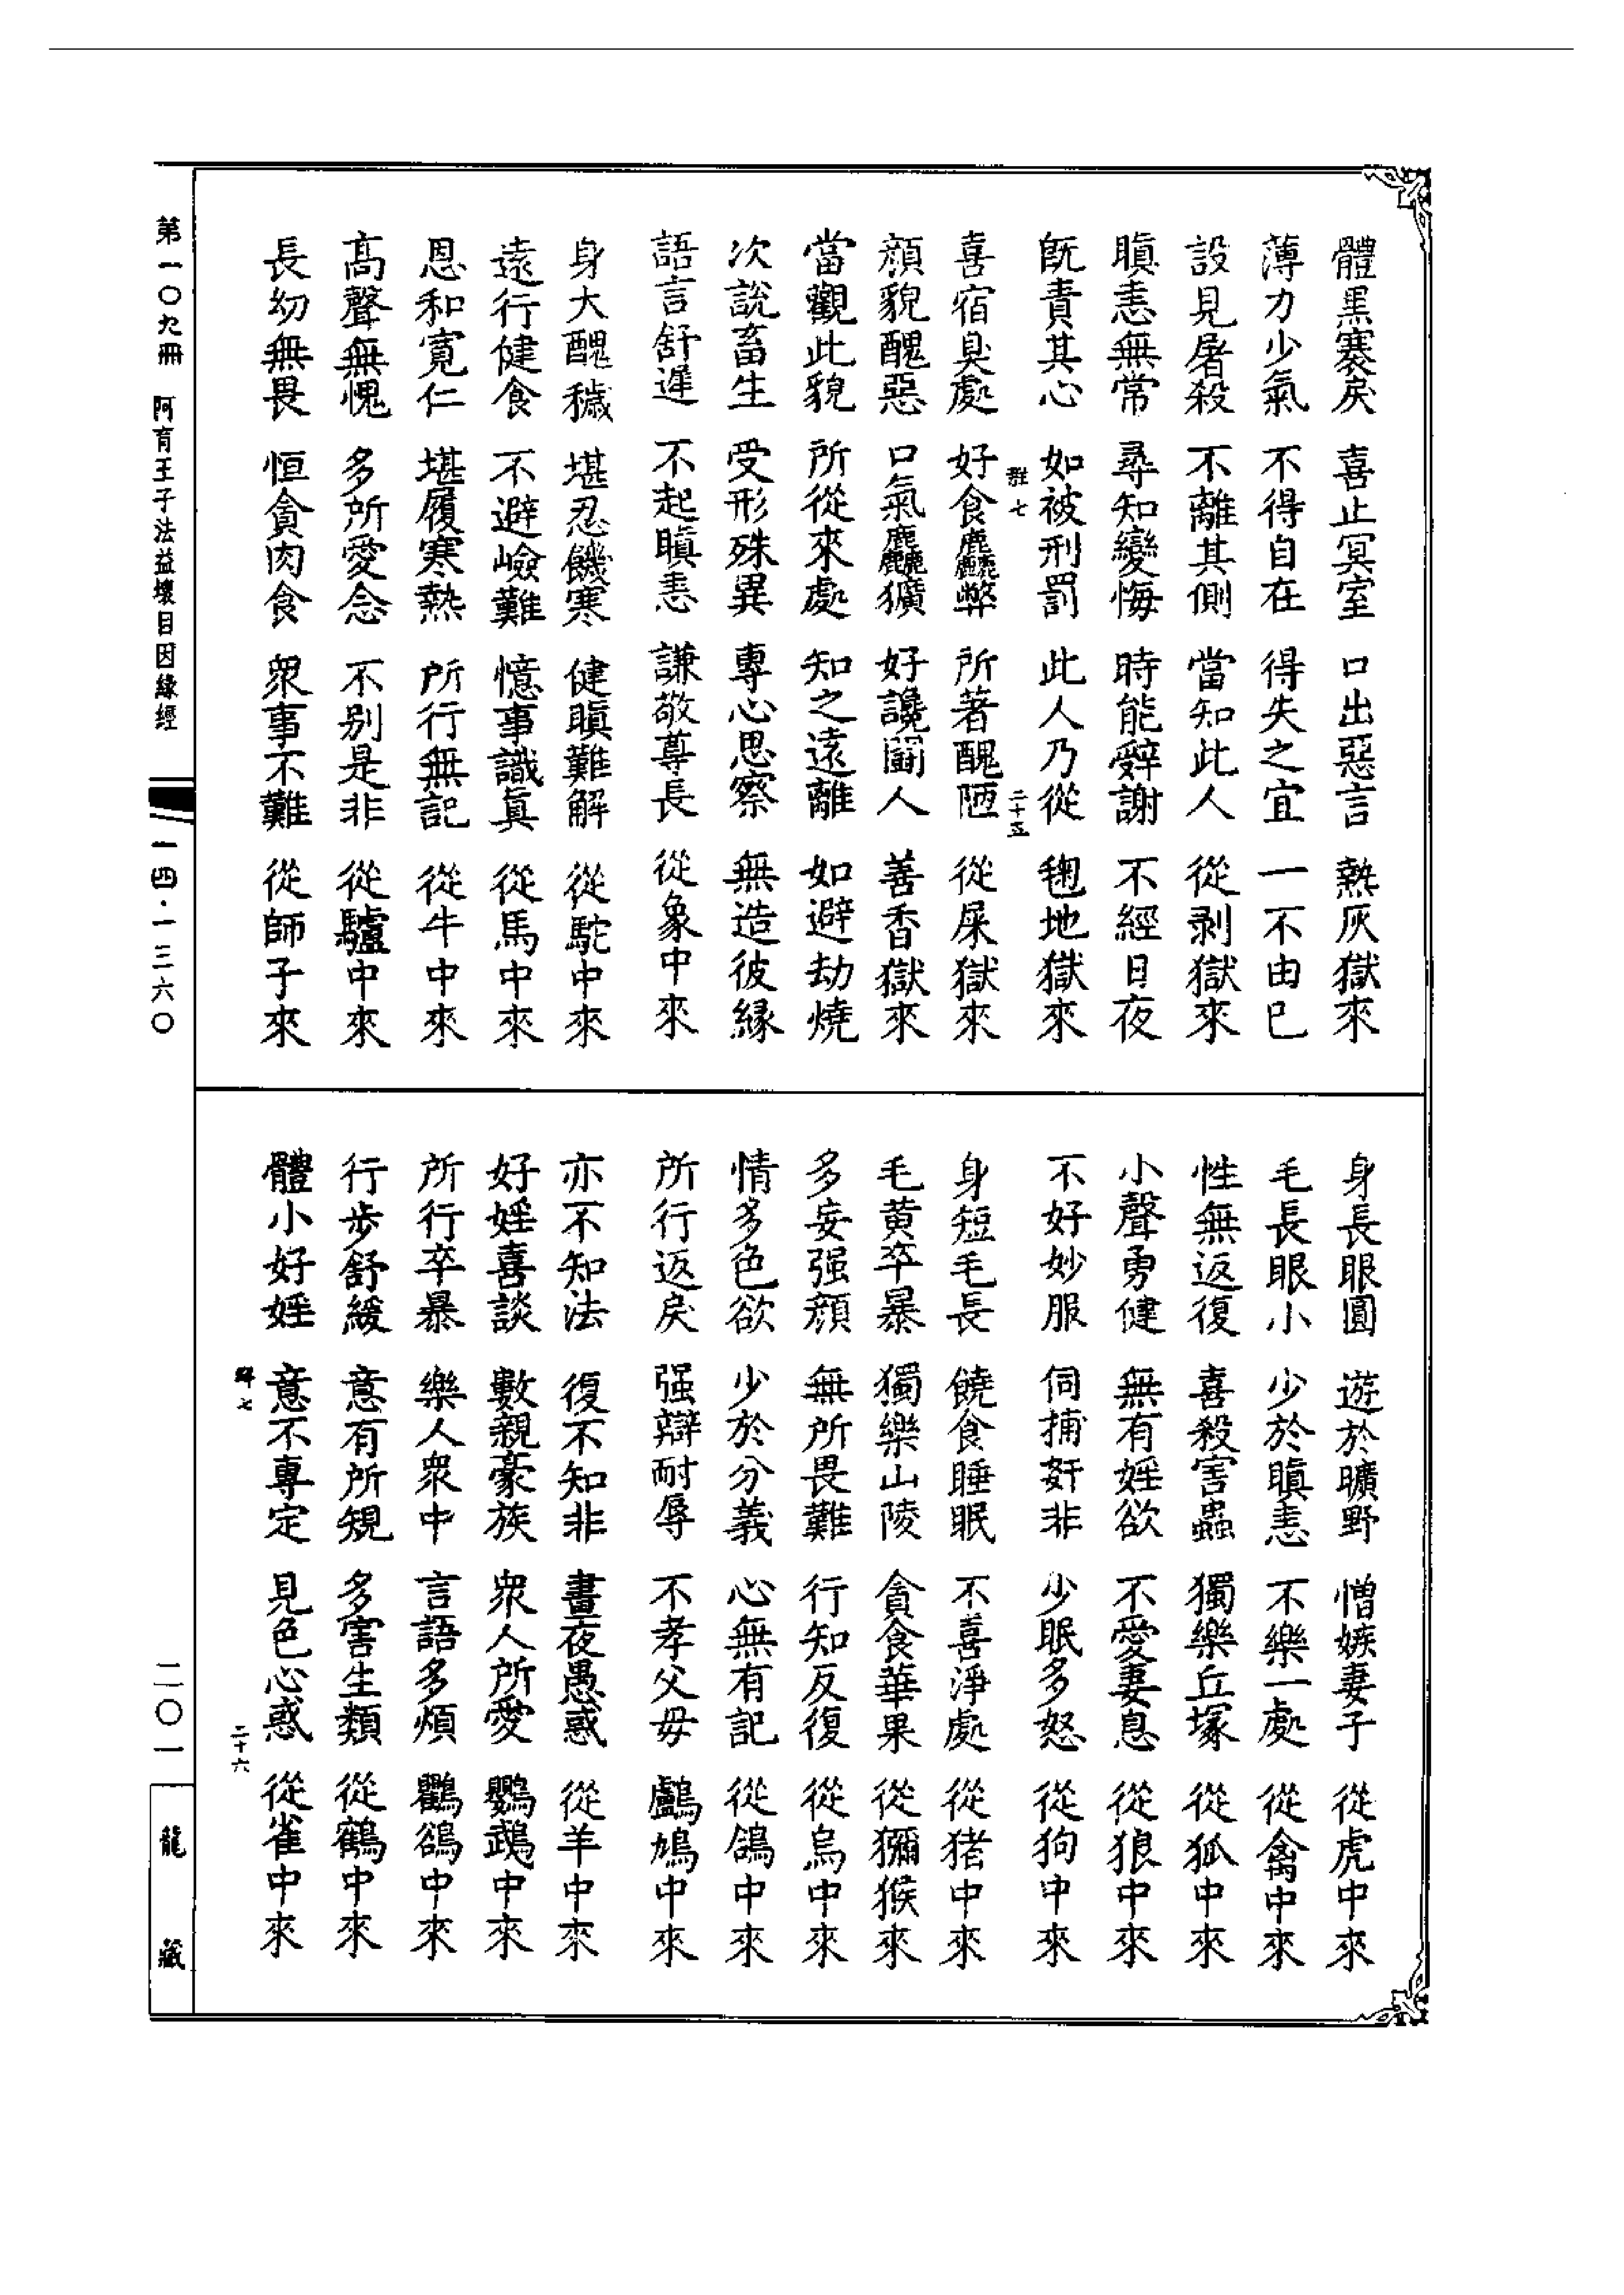 體黑褰戾　喜止冥室　口出惡言　熱灰獄來
薄力少氣　不得自在　得失之宜　一不由已
設見屠殺　不離其側　當知此人　從剥獄來
瞋恚無常　尋知變悔　時能辭謝　不經日夜
旣責其心　如被刑罰　此人乃從　𪌭地獄來
七　二十五
喜宿臭處　好食麤弊　所著醜陋　從屎獄來
顏貌醜惡　口氣麤獷　好讒鬪人　善香獄來
當觀此貌　所從來處　知之遠離　如避劫燒
次說畜生　受形殊異　專心思察　無造彼緣
語言舒遲　不起瞋恚　謙敬尊長　從象中來
身大醜穢　堪忍饑寒　健瞋難解　從駝中來
遠行健食　不避嶮難　憶事識眞　從馬中來
恩和寬仁　堪履寒熱　所行無記　從牛中來
高聲無愧　多所愛念　不别是非　從驢中來
長幼無畏　恒貪肉食　衆事不難　從師子來
身長眼圓　遊於曠野　憎嫉妻子　從虎中來
毛長眼小　少於瞋恚　不樂一處　從禽中來
性無返復　喜殺害蟲　獨樂丘塚　從狐中來
小聲勇健　無有婬欲　不愛妻息　從狼中來
不好妙服　伺捕姧非　少眠多怒　從狗中來
身短毛長　饒食睡眠　不喜淨處　從猪中來
毛黄卒暴　獨樂山陵　貪食華果　從獼猴來
多妄强顏　無所畏難　行知反復　從烏中來
情多色欲　少於分義　心無有記　從鴿中來
所行返戾　强辯耐辱　不孝父母　鸕鳩中來
亦不知法　復不知非　晝夜愚惑　從羊中來
好婬喜談　數親豪族　衆人所愛　鸚鵡中來
所行卒暴　樂人衆中　言語多煩　鸜鵒中來
行步舒緩　意有所規　多害生類　從鶴中來
體小好婬　意不專定　見色心惑　從雀中來
七　二十六
第一〇九冊　阿育王子法益壞目因緣經　一四·一三六〇　二〇一　龍藏